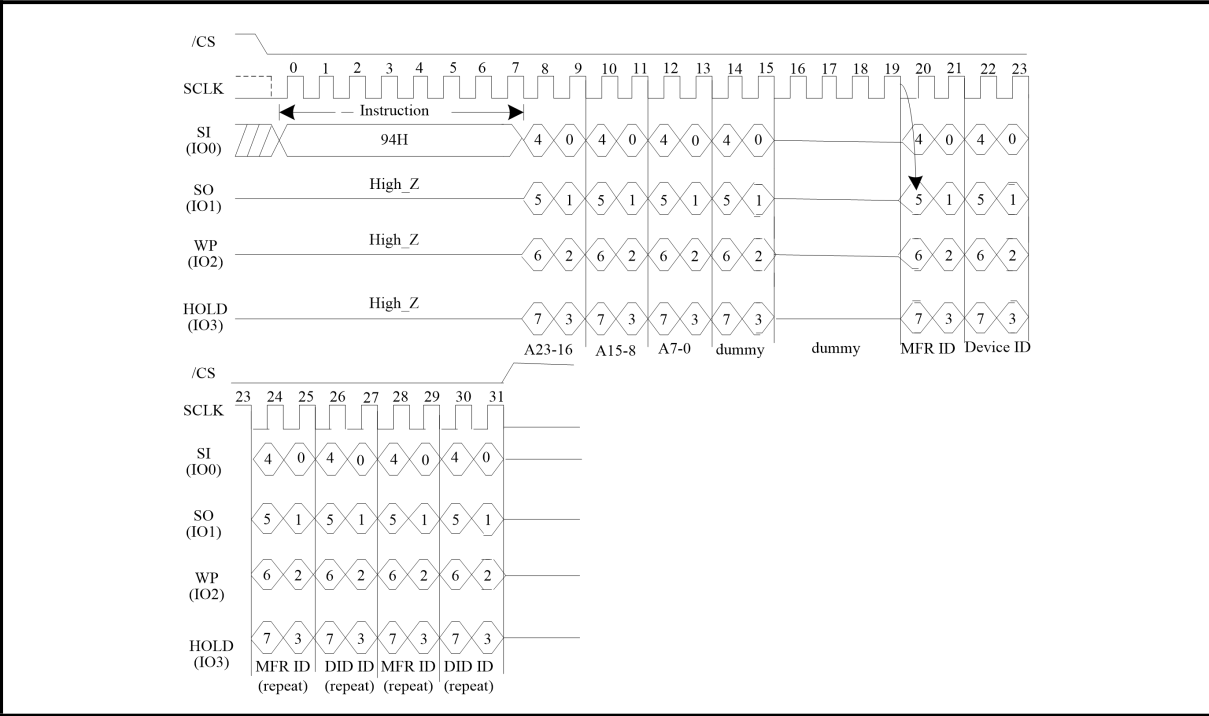 /CS
0 1 2 3 4 5 6 7 8 9 10 11 12 13 14 15 16 17 18 19 20 21 22 23
SCLK
Instruction
SI
(IO0)
94H
4 0 4 0 4 0 4 0 4 0 4 0
SO
(IO1)
High_Z
5 1 5 1 5 1 5 1 5 1 5 1
WP
(IO2)
High_Z
6 2 6 2 6 2 6 2 6 2 6 2
HOLD
(IO3)
High_Z
7 3 7 3 7 3 7 3 7 3 7 3
A23-16 A15-8 A7-0 dummy dummy MFR ID Device ID
/CS
23 24 25 26 27 28 29 30 31
SCLK
SI
(IO0)
4 0 4 0 4 0 4 0
SO
(IO1)
5 1 5 1 5 1 5 1
WP
(IO2)
6 2 6 2 6 2 6 2
HOLD
(IO3)
7 3 7 3 7 3 7 3
MFR ID DID ID MFR ID DID ID
(repeat) (repeat) (repeat) (repeat)